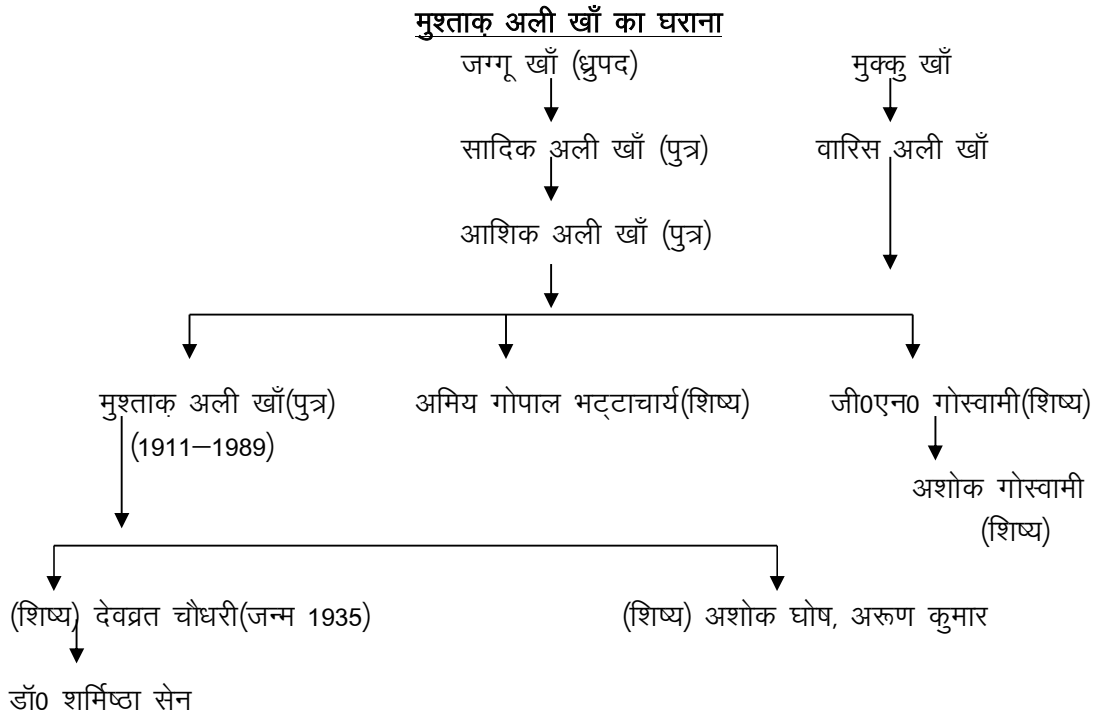 मुश्ताक़ अली खाँ का घराना
जग्गू खाँ (ध्रुपद) मुक्कु खाँ
सादिक अली खाँ (पुत्र) वारिस अली खाँ
आशिक अली खाँ (पुत्र)
मुश्ताक़ अली खाँ(पुत्र) अमिय गोपाल भट्टाचार्य(शिष्य) जी0एन0 गोस्वामी(शिष्य)
(1911–1989)
अशोक गोस्वामी
(शिष्य)
(शिष्य) देवव्रत चौधरी(जन्म 1935) (शिष्य) अशोक घोष, अरूण कुमार
डॉ0 शर्मिष्ठा सेन